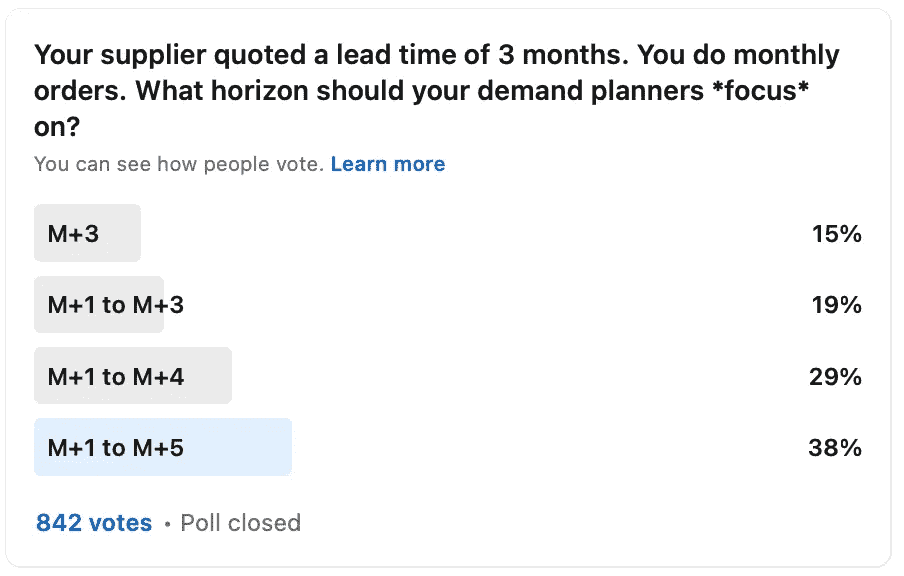 Your supplier quoted a lead time of 3 months. You do monthly
orders. What horizon should your demand planners *focus*
on?
You can see how people vote. Learn more
M+3 15%
M+1 to M+3 19%
M+1 to M+4 29%
M+1 to M+5 38%
842 votes • Poll closed